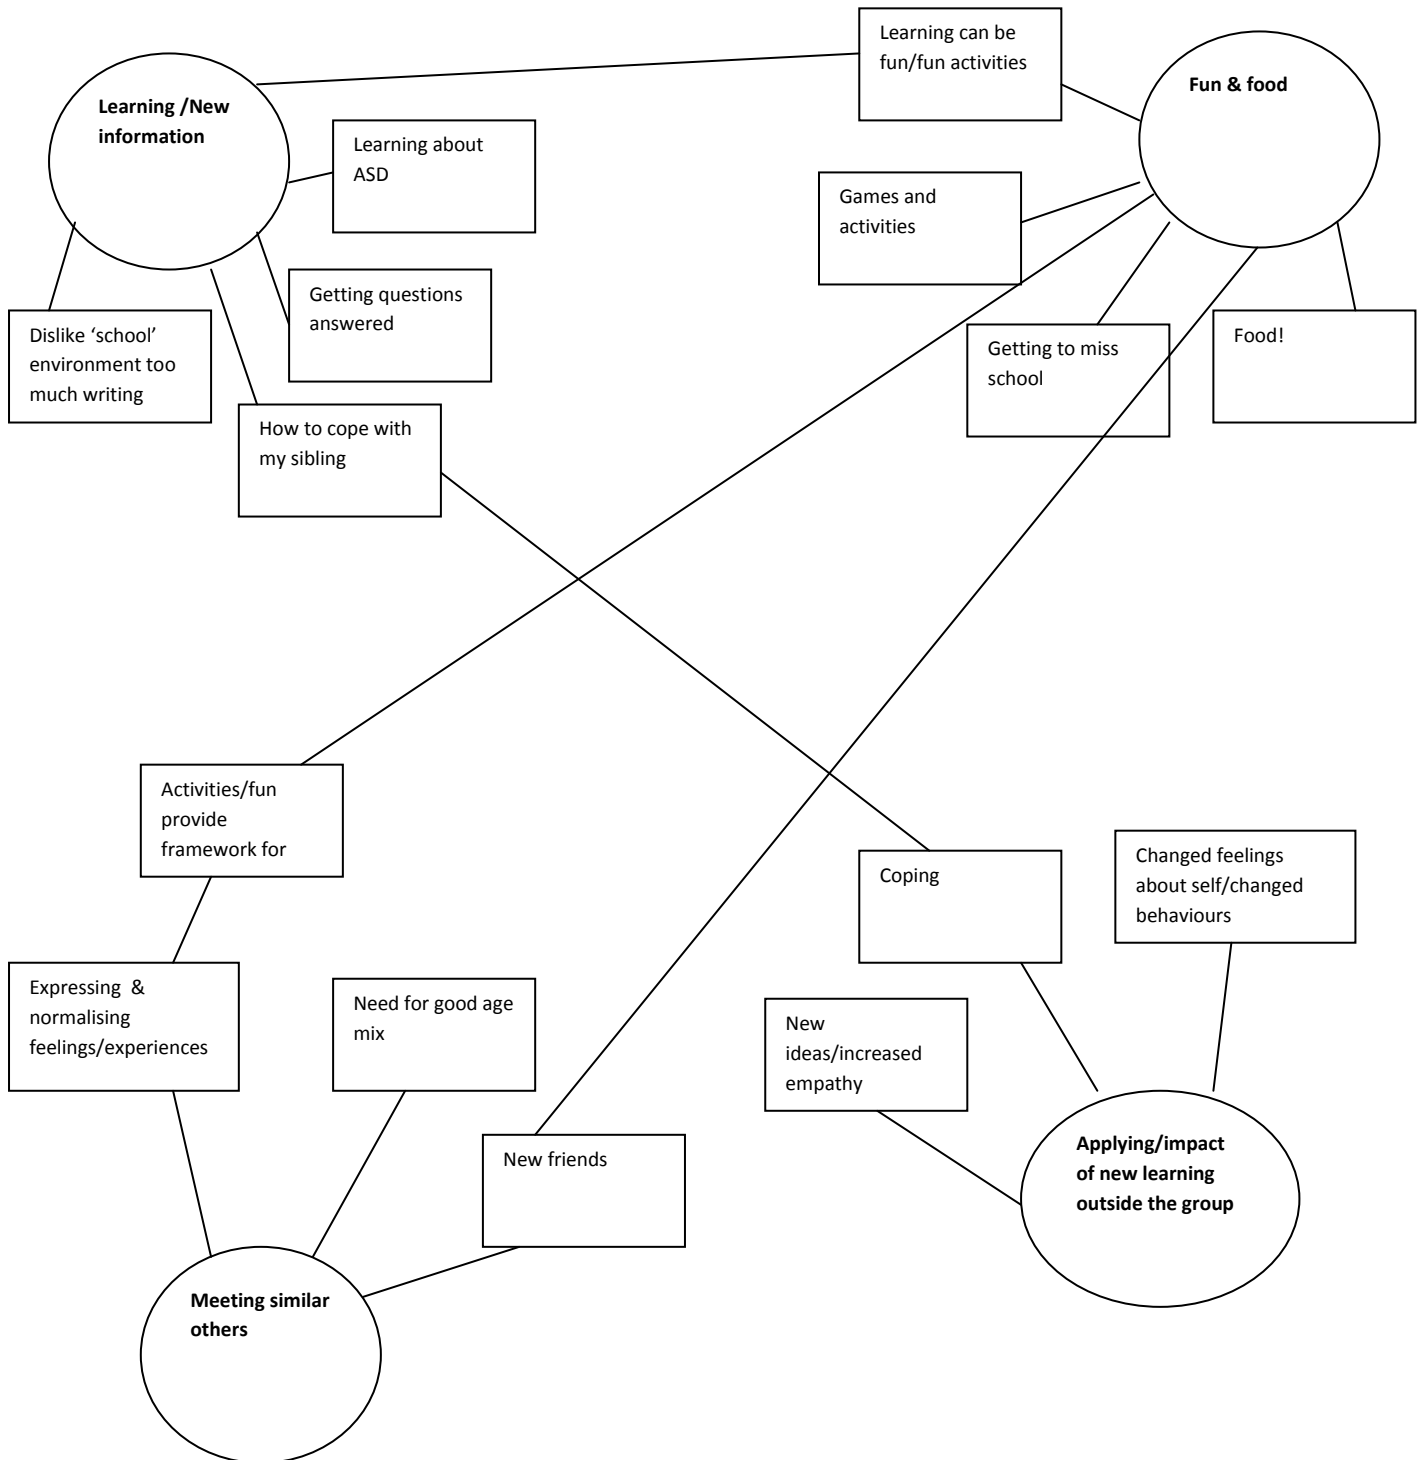 Learning can be
fun/fun activities
Fun & food
Learning /New
information
Learning about
ASD
Games and
activities
Getting questions
answered
Dislike ‘school’
environment too
much writing
Getting to miss
school
Food!
How to cope with
my sibling
Activities/fun
provide
framework for
Changed feelings
about self/changed
behaviours
Coping
Expressing  &
normalising
feelings/experiences
Need for good age
mix
New
ideas/increased
empathy
New friends
Applying/impact
of new learning
outside the group
Meeting similar
others